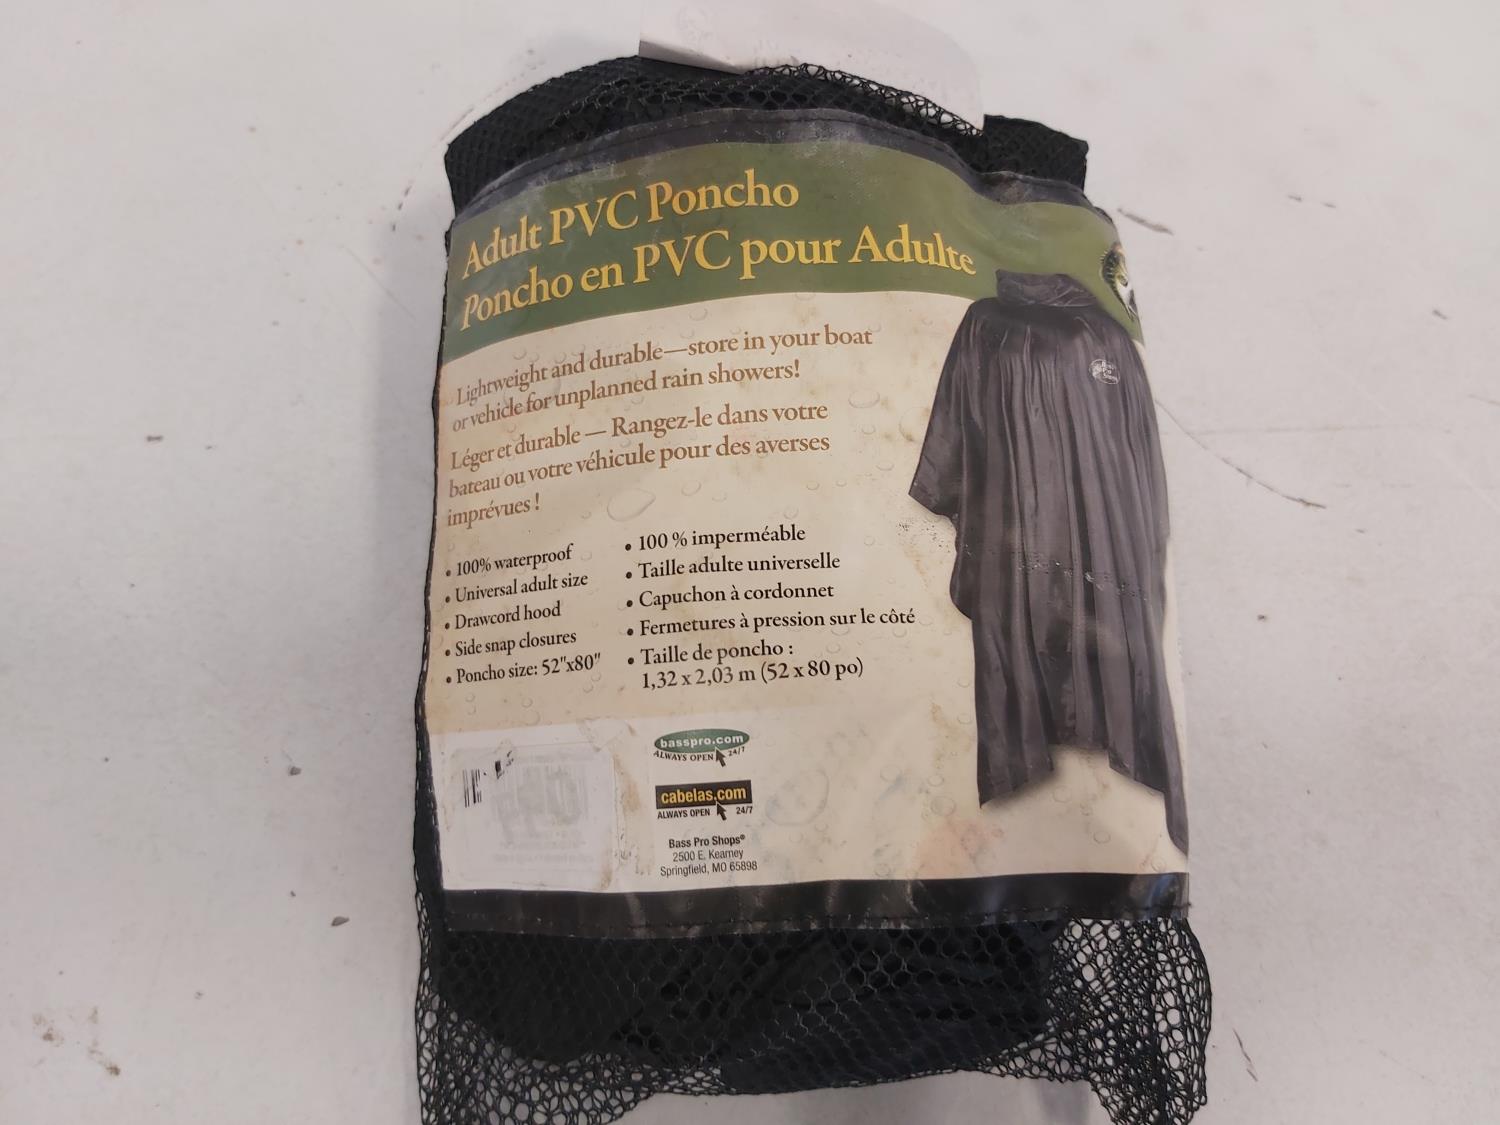 Adult PVC Poncho
Poncho en PVC pour Adulte
Lightweight and durable—store in your boat
or vehicle for unplanned rain showers!
Léger et durable — Rangez-le dans votre
bateau ou votre véhicule pour des averses
imprévues !
• 100% waterproof
• Universal adult size
• Drawcord hood
• Side snap closures
• Poncho size: 52"x80"
• 100 % imperméable
• Taille adulte universelle
• Capuchon à cordonnet
• Fermetures à pression sur le côté
• Taille de poncho :
1,32 x 2,03 m (52 x 80 po)
Bass
Pro
Shops
basspro.com
ALWAYS OPEN 24/7
cabelas.com
ALWAYS OPEN 24/7
Bass Pro Shops®
2500 E. Kearney
Springfield, MO 65898